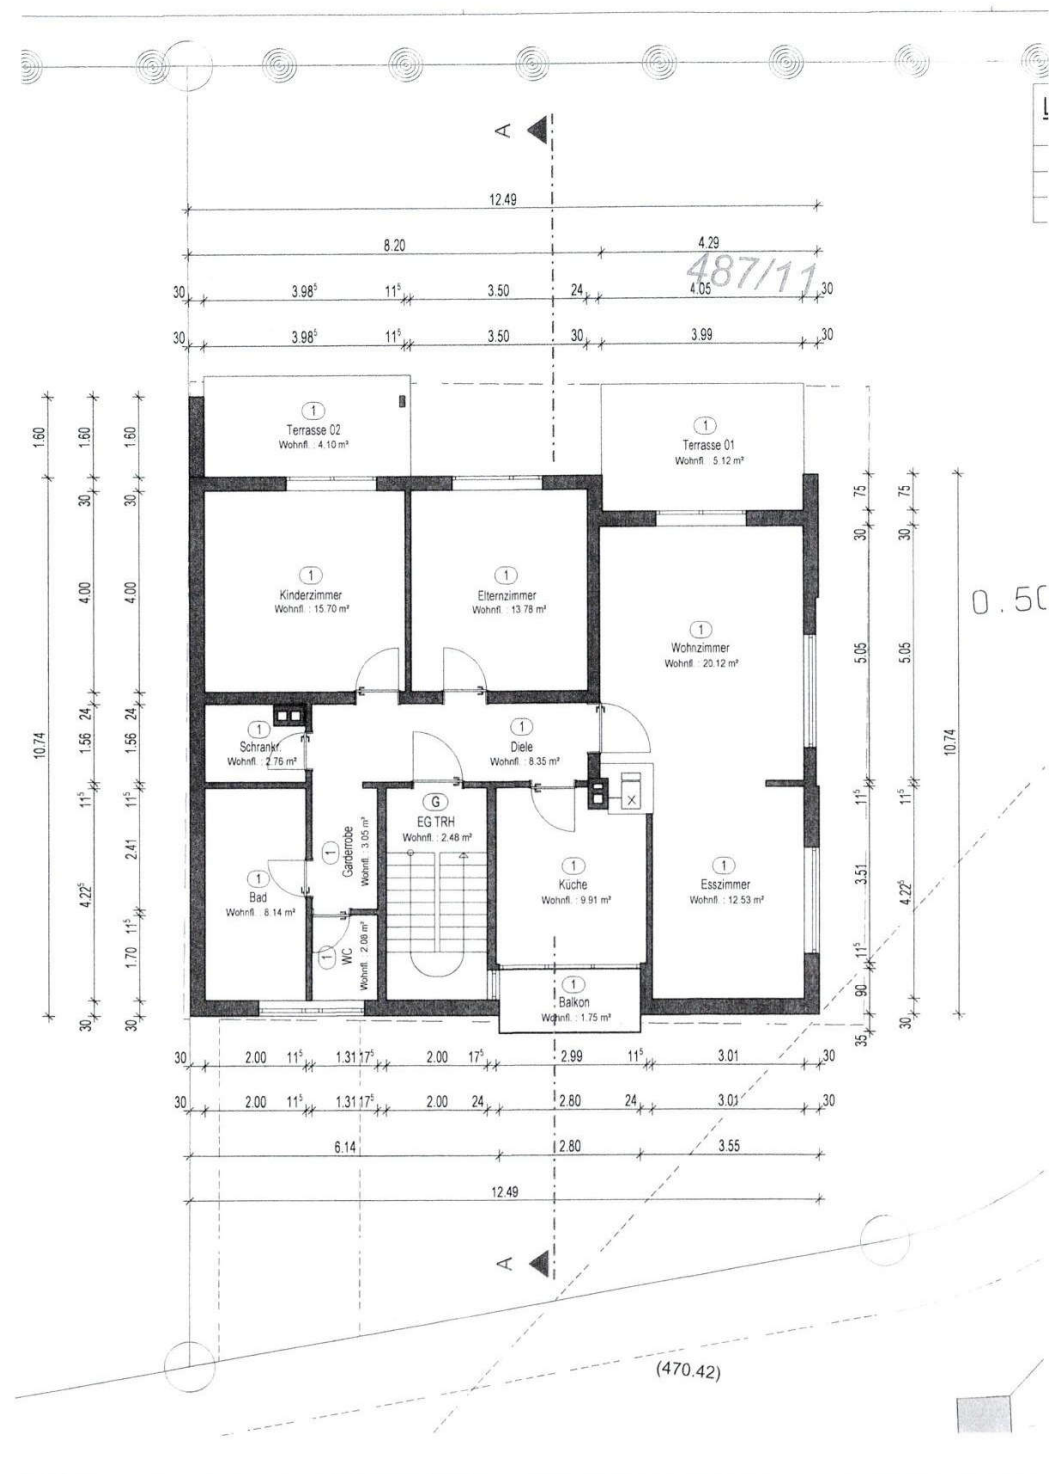 L
A
12.49
8.20 4.29
487/11
30 3.98⁵ 11⁵ 3.50 24 4.05 30
30 3.98⁵ 11⁵ 3.50 30 3.99 30
1.60 1.60 1.60
1
Terrasse 02
Wohnfl. : 4.10 m²
1
Terrasse 01
Wohnfl. : 5.12 m²
30 30 75 75
30 30
4.00 4.00
1
Kinderzimmer
Wohnfl. : 15.70 m²
1
Elternzimmer
Wohnfl. : 13.78 m²
0.50
1
Wohnzimmer
Wohnfl. : 20.12 m²
5.05 5.05
24 24
10.74 1.56 1.56 10.74
1
Schrankr.
Wohnfl. : 2.76 m²
1
Diele
Wohnfl. : 8.35 m²
11⁵ 11⁵ 11⁵ 11⁵
G
EG TRH
Wohnfl. : 2.48 m²
1
Garderobe
Wohnfl. : 3.05 m²
2.41 4.22⁵ 3.51 4.22⁵
1
Bad
Wohnfl. : 8.14 m²
1
Küche
Wohnfl. : 9.91 m²
1
Esszimmer
Wohnfl. : 12.53 m²
11⁵ 1.70 11⁵
1
WC
Wohnfl. : 2.08 m²
1
Balkon
Wohnfl. : 1.75 m²
90
30 30 35 30
30 2.00 11⁵ 1.31 17⁵ 2.00 17⁵ 2.99 11⁵ 3.01 30
30 2.00 11⁵ 1.31 17⁵ 2.00 24 2.80 24 3.01 30
6.14 2.80 3.55
12.49
A
(470.42)